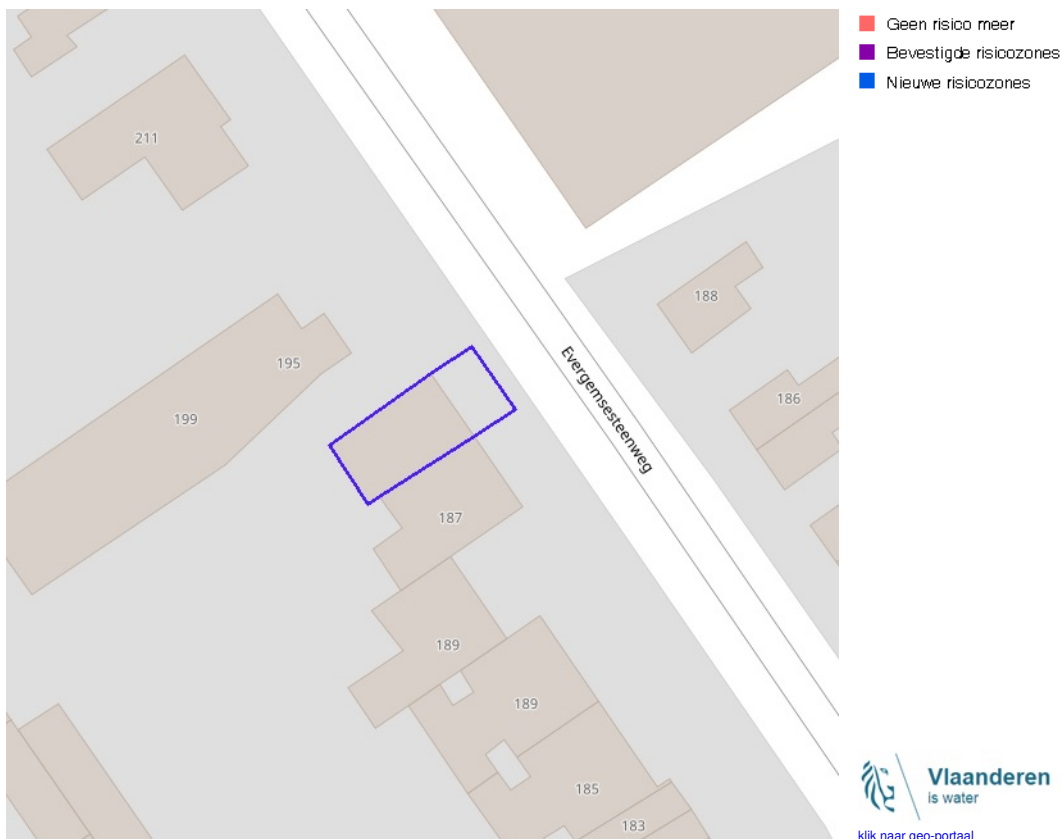 Geen risico meer
Bevestigde risicozones
Nieuwe risicozones
211
188
Evergemsesteenweg
195
186
199
187
189
189
185
183
Vlaanderen
is water
klik naar geo-portaal